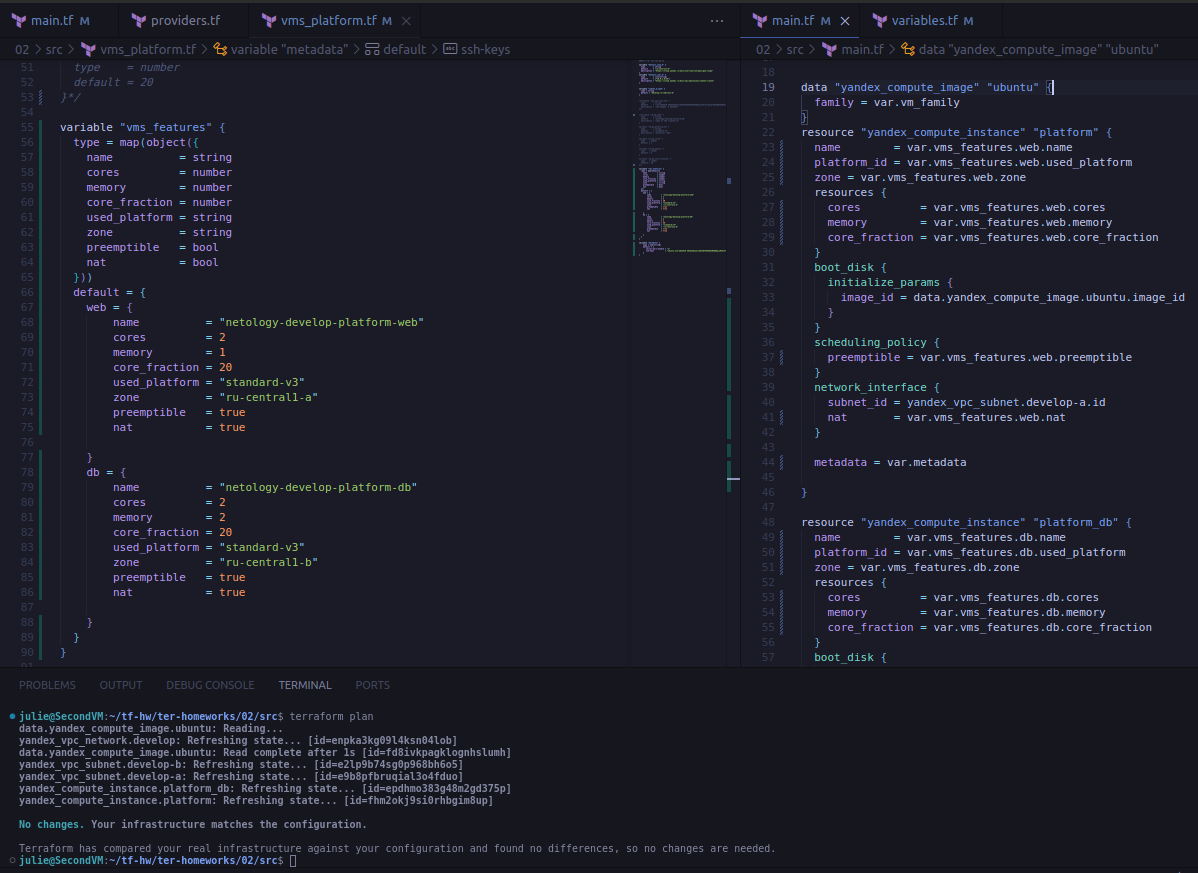 main.tf M
providers.tf
vms_platform.tf M
02 > src > vms_platform.tf > variable "metadata" > default > ssh-keys
51 type = number
52 default = 20
53 }*/
54
55 variable "vms_features" {
56 type = map(object({
57 name = string
58 cores = number
59 memory = number
60 core_fraction = number
61 used_platform = string
62 zone = string
63 preemptible = bool
64 nat = bool
65 }))
66 default = {
67 web = {
68 name = "netology-develop-platform-web"
69 cores = 2
70 memory = 1
71 core_fraction = 20
72 used_platform = "standard-v3"
73 zone = "ru-central1-a"
74 preemptible = true
75 nat = true
76
77 }
78 db = {
79 name = "netology-develop-platform-db"
80 cores = 2
81 memory = 2
82 core_fraction = 20
83 used_platform = "standard-v3"
84 zone = "ru-central1-b"
85 preemptible = true
86 nat = true
87
88 }
89 }
90 }
main.tf M
variables.tf M
02 > src > main.tf > data "yandex_compute_image" "ubuntu"
18
19 data "yandex_compute_image" "ubuntu" {
20 family = var.vm_family
21 }
22 resource "yandex_compute_instance" "platform" {
23 name = var.vms_features.web.name
24 platform_id = var.vms_features.web.used_platform
25 zone = var.vms_features.web.zone
26 resources {
27 cores = var.vms_features.web.cores
28 memory = var.vms_features.web.memory
29 core_fraction = var.vms_features.web.core_fraction
30 }
31 boot_disk {
32 initialize_params {
33 image_id = data.yandex_compute_image.ubuntu.image_id
34 }
35 }
36 scheduling_policy {
37 preemptible = var.vms_features.web.preemptible
38 }
39 network_interface {
40 subnet_id = yandex_vpc_subnet.develop-a.id
41 nat = var.vms_features.web.nat
42 }
43
44 metadata = var.metadata
45
46 }
47
48 resource "yandex_compute_instance" "platform_db" {
49 name = var.vms_features.db.name
50 platform_id = var.vms_features.db.used_platform
51 zone = var.vms_features.db.zone
52 resources {
53 cores = var.vms_features.db.cores
54 memory = var.vms_features.db.memory
55 core_fraction = var.vms_features.db.core_fraction
56 }
57 boot_disk {
PROBLEMS OUTPUT DEBUG CONSOLE TERMINAL PORTS
julie@SecondVM:~/tf-hw/ter-homeworks/02/src$ terraform plan
data.yandex_compute_image.ubuntu: Reading...
yandex_vpc_network.develop: Refreshing state... [id=enpka3kg09l4ksn04lob]
data.yandex_compute_image.ubuntu: Read complete after 1s [id=fd8ivkpagklognhslumh]
yandex_vpc_subnet.develop-b: Refreshing state... [id=e2lp9b74sg0p968bh6o5]
yandex_vpc_subnet.develop-a: Refreshing state... [id=e9b8pfbruqial3o4fduo]
yandex_compute_instance.platform_db: Refreshing state... [id=epdhmo383g48m2gd375p]
yandex_compute_instance.platform: Refreshing state... [id=fhm2okj9si0rhbgim8up]
No changes. Your infrastructure matches the configuration.
Terraform has compared your real infrastructure against your configuration and found no differences, so no changes are needed.
julie@SecondVM:~/tf-hw/ter-homeworks/02/src$